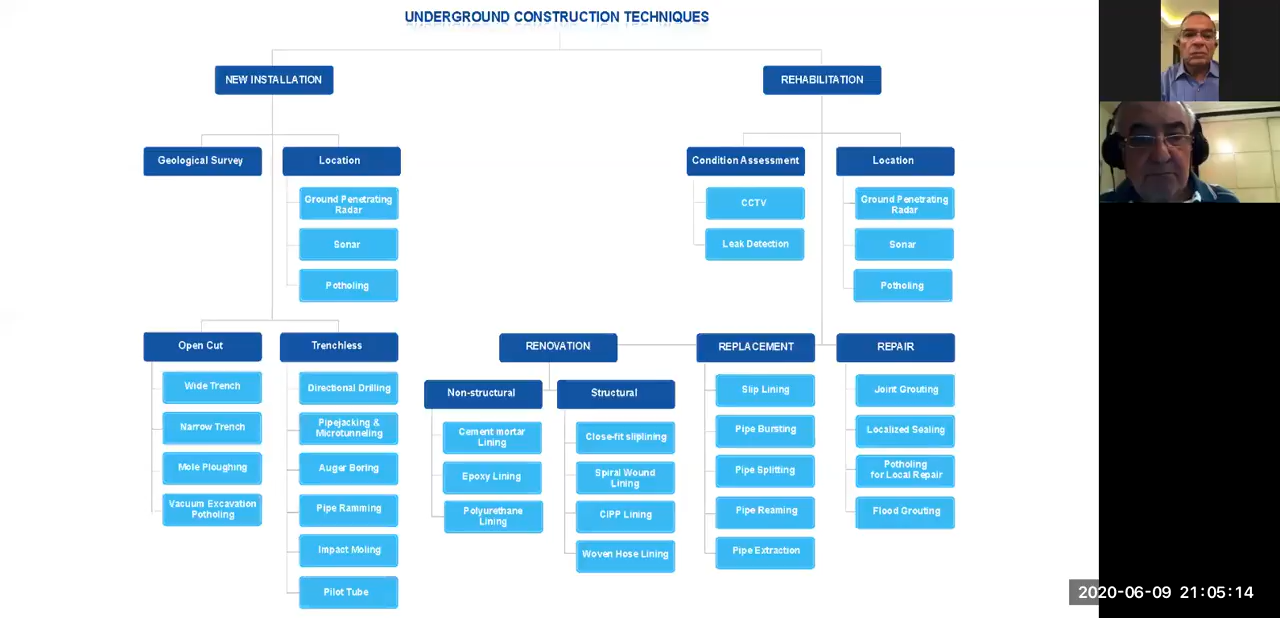 UNDERGROUND CONSTRUCTION TECHNIQUES
NEW INSTALLATION
REHABILITATION
Geological Survey
Location
Ground Penetrating
Radar
Sonar
Potholing
Condition Assessment
CCTV
Leak Detection
Location
Ground Penetrating
Radar
Sonar
Potholing
Open Cut
Wide Trench
Narrow Trench
Mole Ploughing
Vacuum Excavation
Potholing
Trenchless
Directional Drilling
Pipejacking &
Microtunneling
Auger Boring
Pipe Ramming
Impact Moling
Pilot Tube
RENOVATION
Non-structural
Cement mortar
Lining
Epoxy Lining
Polyurethane
Lining
Structural
Close-fit sliplining
Spiral Wound
Lining
CIPP Lining
Woven Hose Lining
REPLACEMENT
Slip Lining
Pipe Bursting
Pipe Splitting
Pipe Reaming
Pipe Extraction
REPAIR
Joint Grouting
Localized Sealing
Potholing
for Local Repair
Flood Grouting
2020-06-09 21:05:14